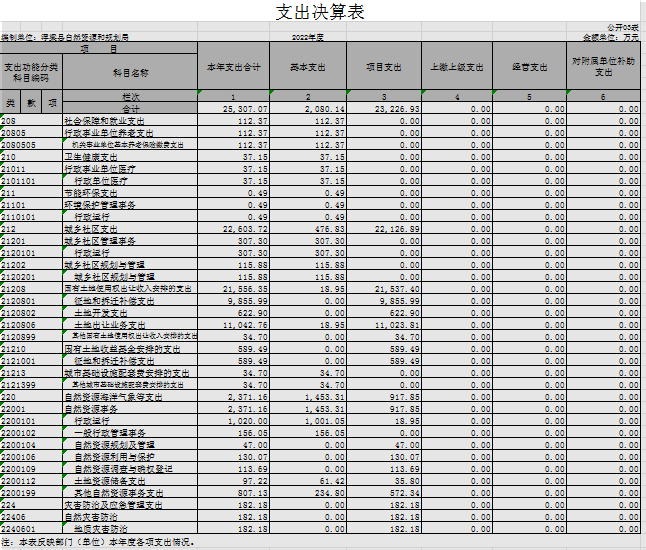 支出决算表
公开03表
编制单位：浮梁县自然资源和规划局 2022年度 金额单位：万元
项 目 本年支出合计 基本支出 项目支出 上缴上级支出 经营支出 对附属单位补助支出
支出功能分类科目编码 科目名称
类 款 项 栏次 1 2 3 4 5 6
合计 25,307.07 2,080.14 23,226.93 0.00 0.00 0.00
208 社会保障和就业支出 112.37 112.37 0.00 0.00 0.00 0.00
20805 行政事业单位养老支出 112.37 112.37 0.00 0.00 0.00 0.00
2080505 机关事业单位基本养老保险缴费支出 112.37 112.37 0.00 0.00 0.00 0.00
210 卫生健康支出 37.15 37.15 0.00 0.00 0.00 0.00
21011 行政事业单位医疗 37.15 37.15 0.00 0.00 0.00 0.00
2101101 行政单位医疗 37.15 37.15 0.00 0.00 0.00 0.00
211 节能环保支出 0.49 0.49 0.00 0.00 0.00 0.00
21101 环境保护管理事务 0.49 0.49 0.00 0.00 0.00 0.00
2110101 行政运行 0.49 0.49 0.00 0.00 0.00 0.00
212 城乡社区支出 22,603.72 476.83 22,126.89 0.00 0.00 0.00
21201 城乡社区管理事务 307.30 307.30 0.00 0.00 0.00 0.00
2120101 行政运行 307.30 307.30 0.00 0.00 0.00 0.00
21202 城乡社区规划与管理 115.88 115.88 0.00 0.00 0.00 0.00
2120201 城乡社区规划与管理 115.88 115.88 0.00 0.00 0.00 0.00
21208 国有土地使用权出让收入安排的支出 21,556.35 18.95 21,537.40 0.00 0.00 0.00
2120801 征地和拆迁补偿支出 9,855.99 0.00 9,855.99 0.00 0.00 0.00
2120802 土地开发支出 622.90 0.00 622.90 0.00 0.00 0.00
2120806 土地出让业务支出 11,042.76 18.95 11,023.81 0.00 0.00 0.00
2120899 其他国有土地使用权出让收入安排的支出 34.70 0.00 34.70 0.00 0.00 0.00
21210 国有土地收益基金安排的支出 589.49 0.00 589.49 0.00 0.00 0.00
2121001 征地和拆迁补偿支出 589.49 0.00 589.49 0.00 0.00 0.00
21213 城市基础设施配套费安排的支出 34.70 34.70 0.00 0.00 0.00 0.00
2121399 其他城市基础设施配套费安排的支出 34.70 34.70 0.00 0.00 0.00 0.00
220 自然资源海洋气象等支出 2,371.16 1,453.31 917.85 0.00 0.00 0.00
22001 自然资源事务 2,371.16 1,453.31 917.85 0.00 0.00 0.00
2200101 行政运行 1,020.00 1,001.05 18.95 0.00 0.00 0.00
2200102 一般行政管理事务 156.05 156.05 0.00 0.00 0.00 0.00
2200104 自然资源规划及管理 47.00 0.00 47.00 0.00 0.00 0.00
2200106 自然资源利用与保护 130.07 0.00 130.07 0.00 0.00 0.00
2200109 自然资源调查与确权登记 113.69 0.00 113.69 0.00 0.00 0.00
2200112 土地资源储备支出 97.22 61.42 35.80 0.00 0.00 0.00
2200199 其他自然资源事务支出 807.13 234.80 572.34 0.00 0.00 0.00
224 灾害防治及应急管理支出 182.18 0.00 182.18 0.00 0.00 0.00
22406 自然灾害防治 182.18 0.00 182.18 0.00 0.00 0.00
2240601 地质灾害防治 182.18 0.00 182.18 0.00 0.00 0.00
注：本表反映部门（单位）本年度各项支出情况。